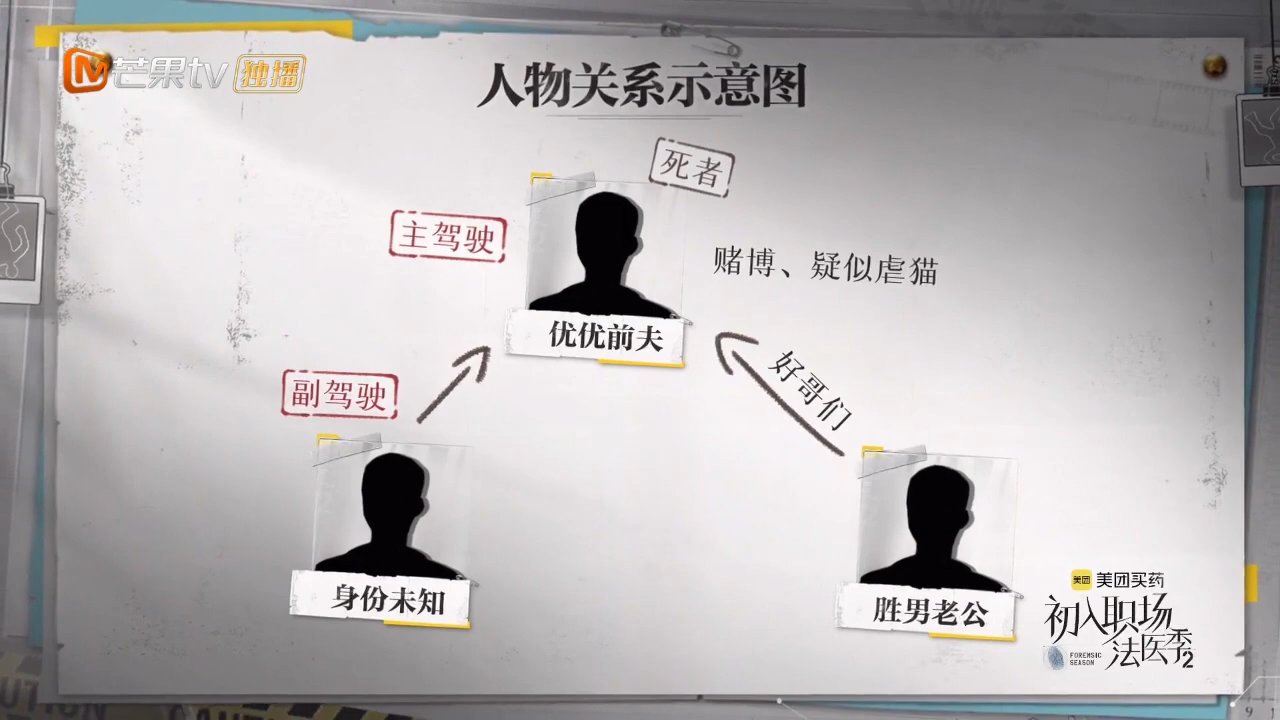 芒果tv 独播
人物关系示意图
死者
主驾驶
赌博、疑似虐猫
优优前夫
副驾驶
好哥们
身份未知
胜男老公
美团 美团买药
初入职场
法医季2
FORENSIC
SEASON